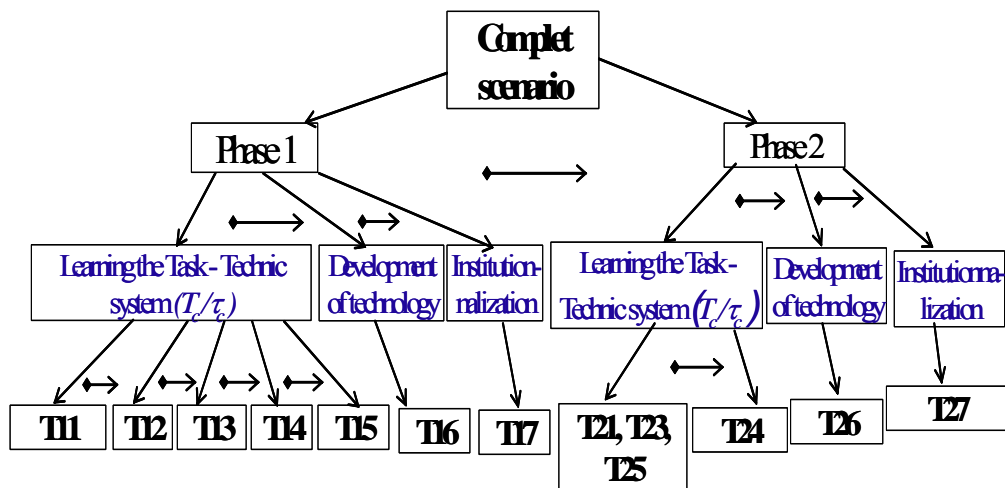 Complet
scenario
Phase 1
Phase 2
Learning the Task - Technic
system (Tc/τc)
Development
of technology
Institution-
nalization
Learning the Task -
Technic system (Tc/τc)
Development
of technology
Institutionna-
lization
T11
T12
T13
T14
T15
T16
T17
T21, T23,
T25
T24
T26
T27